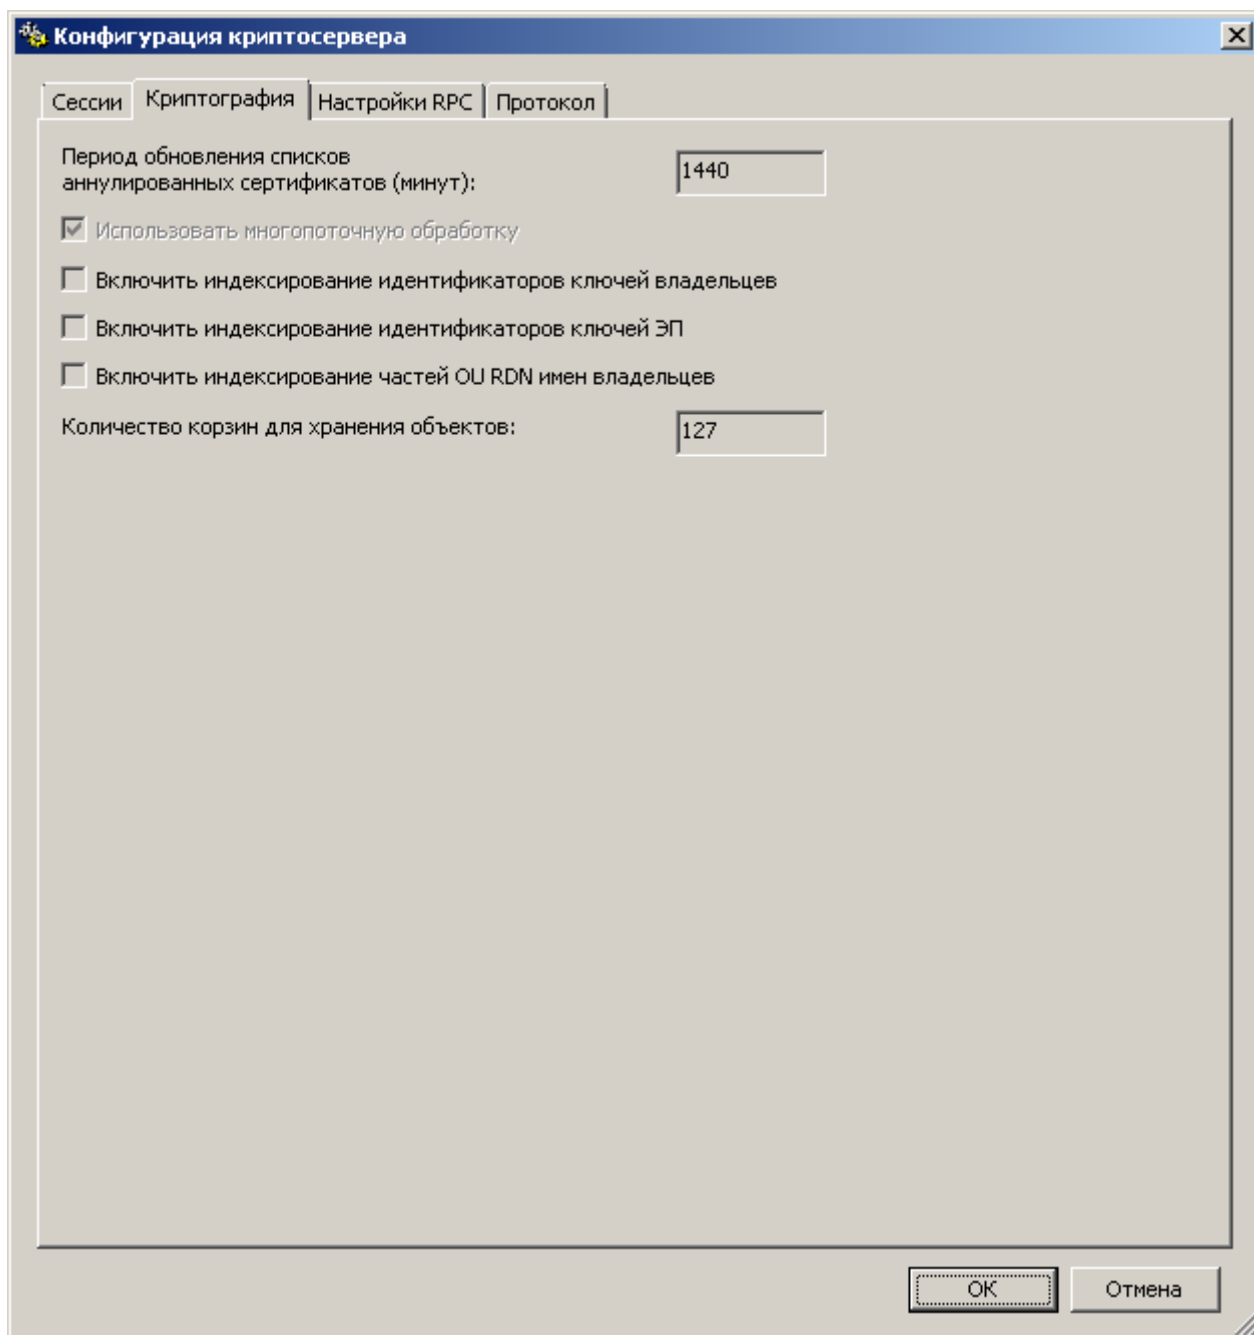 Конфигурация криптосервера
Сессии Криптография Настройки RPC Протокол
Период обновления списков
аннулированных сертификатов (минут): 1440
Использовать многопоточную обработку
Включить индексирование идентификаторов ключей владельцев
Включить индексирование идентификаторов ключей ЭП
Включить индексирование частей OU RDN имен владельцев
Количество корзин для хранения объектов: 127
OK Отмена